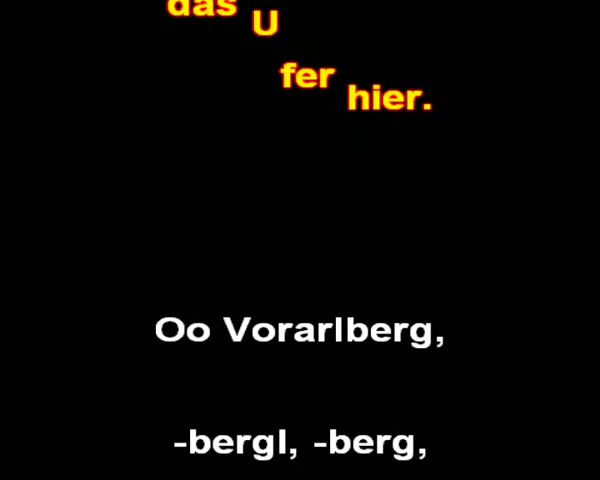 das U
fer hier.
Oo Vorarlberg,
-bergl, -berg,